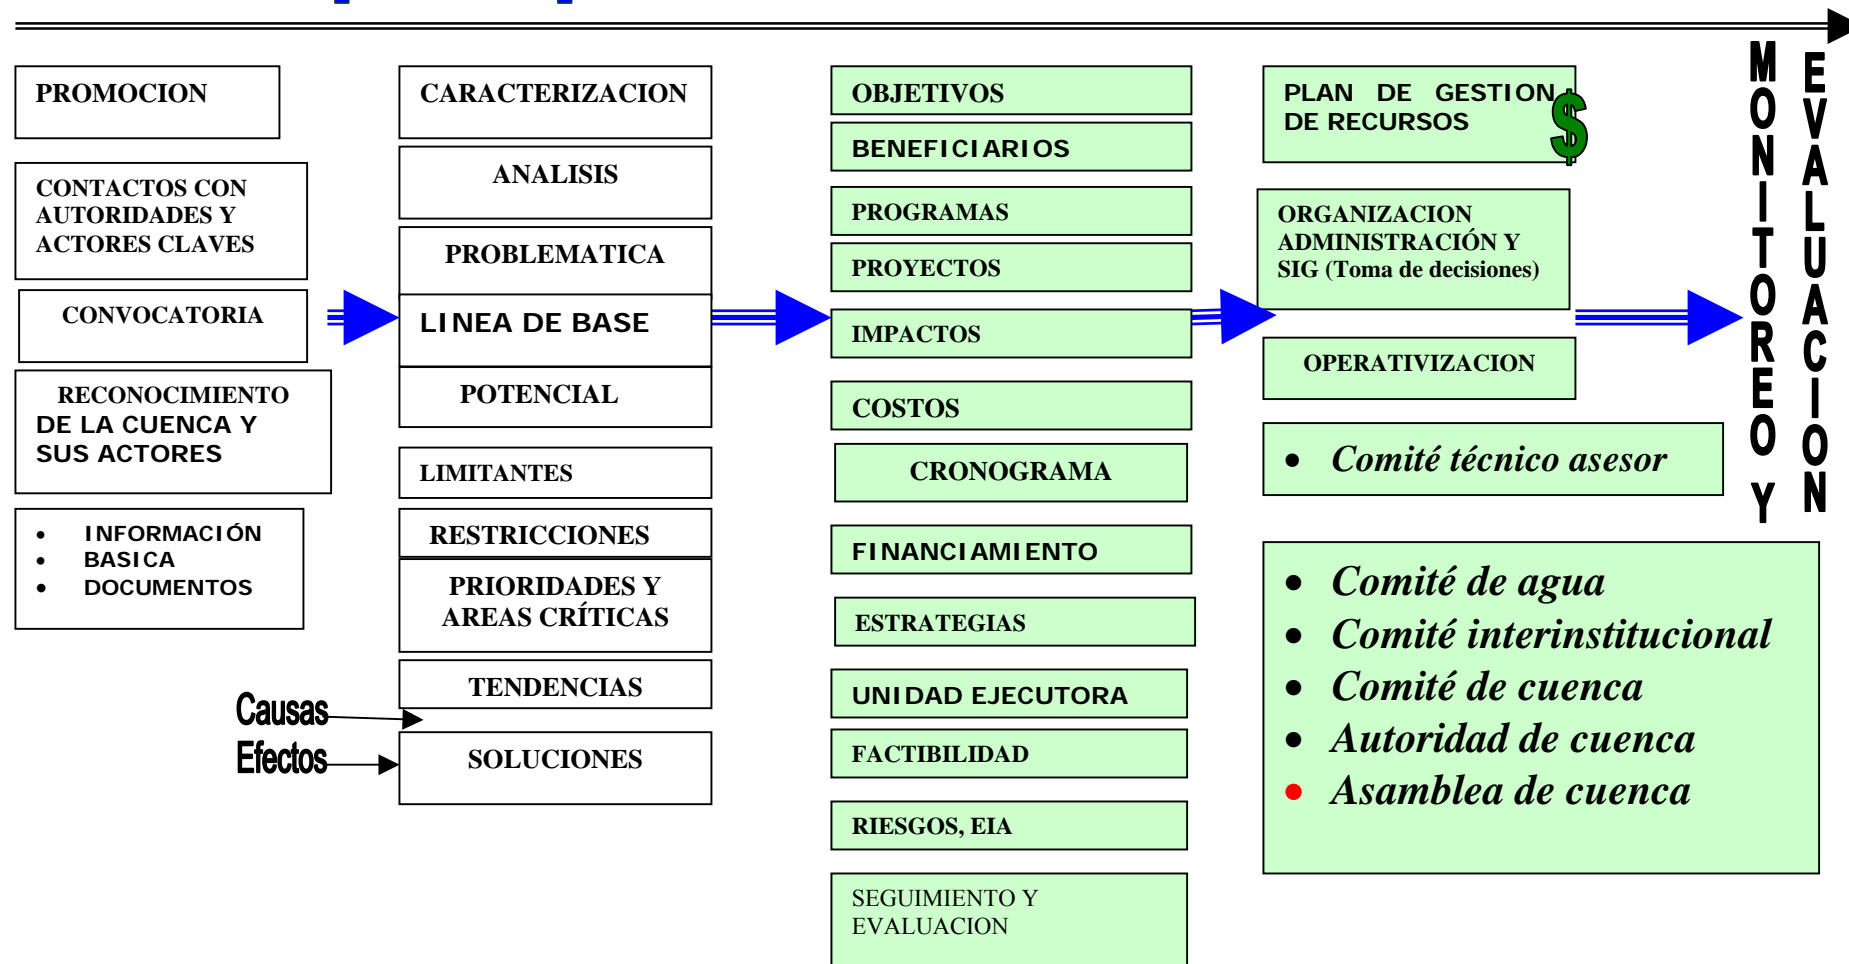 PROMOCION
CONTACTOS CON
AUTORIDADES Y
ACTORES CLAVES
CONVOCATORIA
RECONOCIMIENTO
DE LA CUENCA Y
SUS ACTORES
• INFORMACIÓN
• BASICA
• DOCUMENTOS
Causas
Efectos
CARACTERIZACION
ANALISIS
PROBLEMATICA
LINEA DE BASE
POTENCIAL
LIMITANTES
RESTRICCIONES
PRIORIDADES Y
AREAS CRÍTICAS
TENDENCIAS
SOLUCIONES
OBJETIVOS
BENEFICIARIOS
PROGRAMAS
PROYECTOS
IMPACTOS
COSTOS
CRONOGRAMA
FINANCIAMIENTO
ESTRATEGIAS
UNIDAD EJECUTORA
FACTIBILIDAD
RIESGOS, EIA
SEGUIMIENTO Y
EVALUACION
PLAN DE GESTION
DE RECURSOS
$
ORGANIZACION
ADMINISTRACIÓN Y
SIG (Toma de decisiones)
OPERATIVIZACION
• Comité técnico asesor
• Comité de agua
• Comité interinstitucional
• Comité de cuenca
• Autoridad de cuenca
• Asamblea de cuenca
MONITOREO Y
EVALUACION